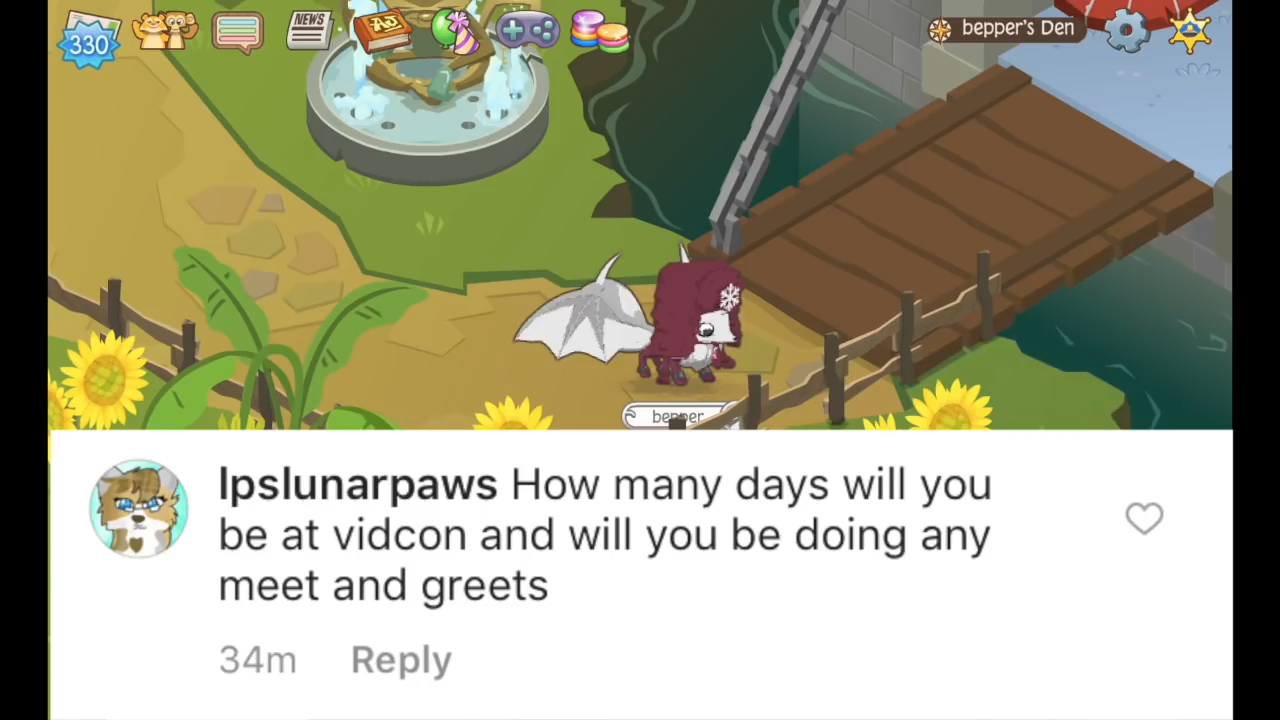 330
NEWS
AJ
bepper's Den
bepper
lpslunarpaws How many days will you
be at vidcon and will you be doing any
meet and greets
34m Reply